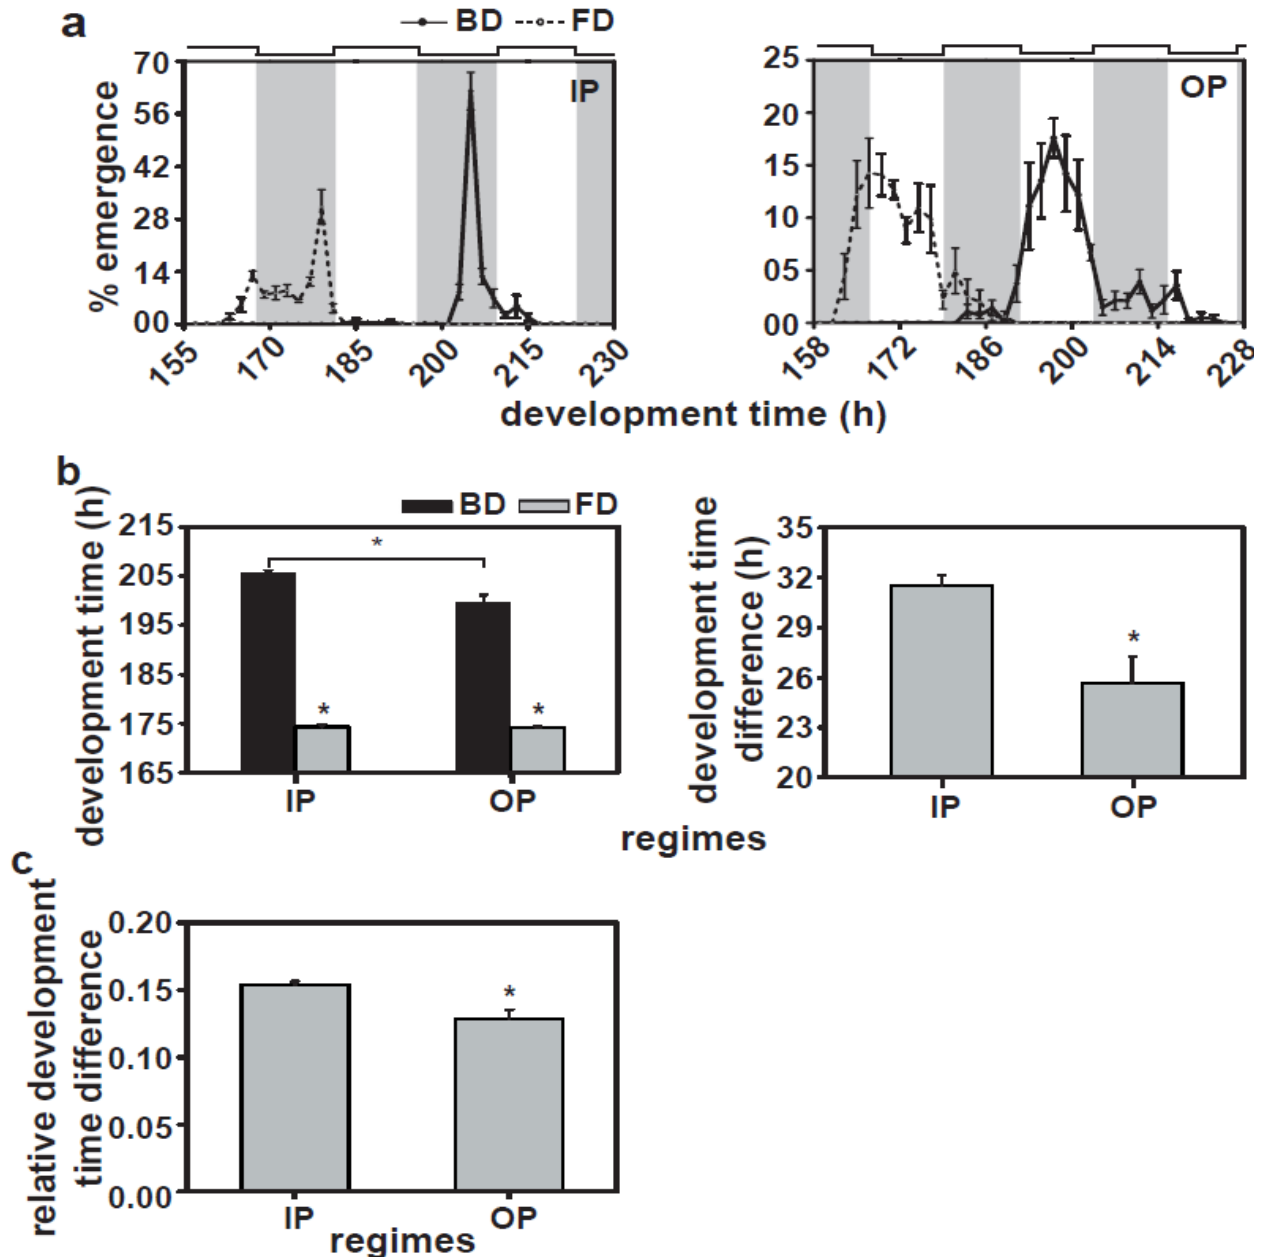 a
BD FD
70
56
42
28
14
00
% emergence
IP
155 170 185 200 215 230
25
20
15
10
05
00
OP
158 172 186 200 214 228
development time (h)
b
BD FD
215
205
195
185
175
165
development time (h)
*
* *
IP OP
35
32
29
26
23
20
development time
difference (h)
*
IP OP
regimes
c
0.20
0.15
0.10
0.05
0.00
relative development
time difference
*
IP OP
regimes